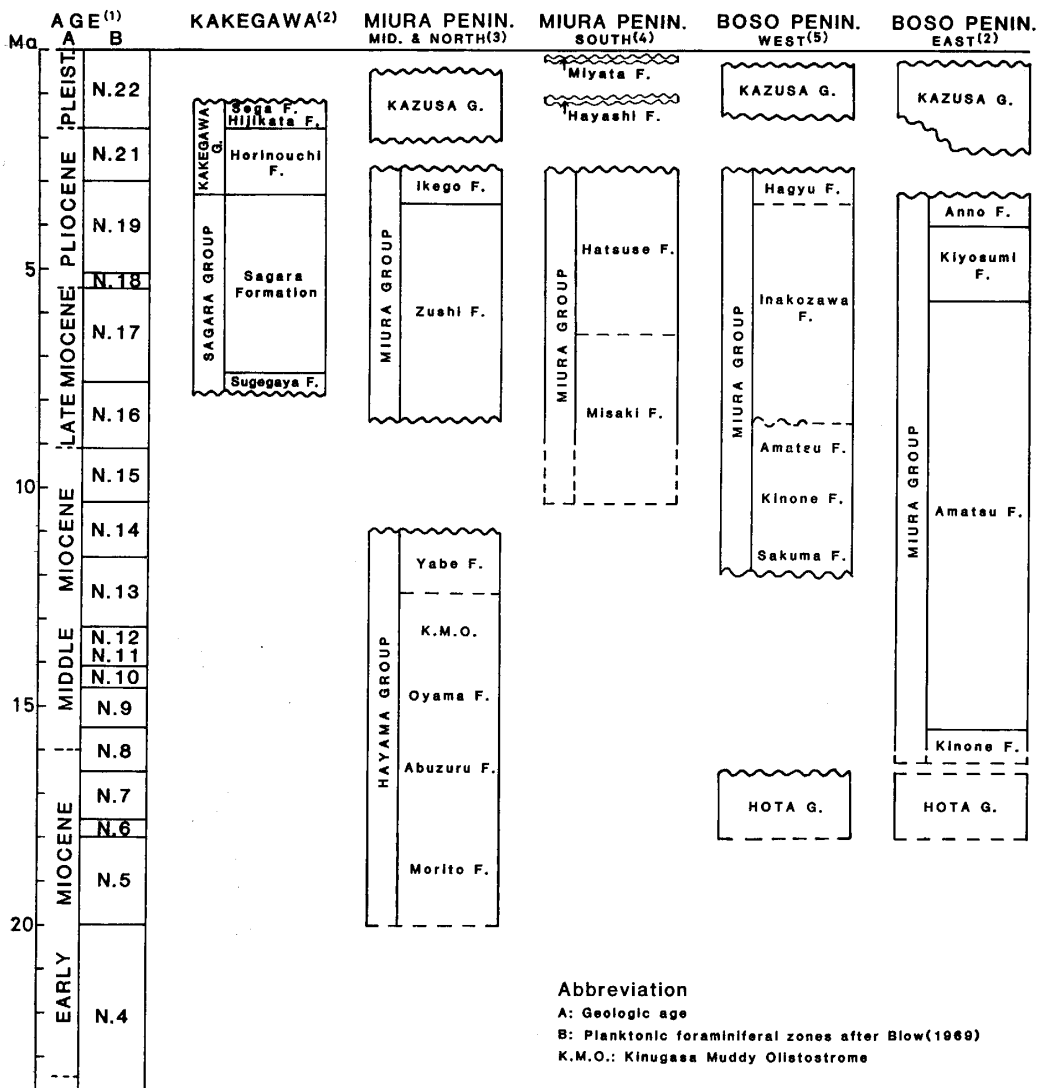 AGE(1)
A B
Ma
KAKEGAWA(2)
MIURA PENIN.
MID. & NORTH(3)
MIURA PENIN.
SOUTH(4)
BOSO PENIN.
WEST(5)
BOSO PENIN.
EAST(2)
5
10
15
20
PLEIST.
PLIOCENE
LATE MIOCENE
MIDDLE MIOCENE
EARLY MIOCENE
N.22
N.21
N.19
N.18
N.17
N.16
N.15
N.14
N.13
N.12
N.11
N.10
N.9
N.8
N.7
N.6
N.5
N.4
KAKEGAWA G.
Sega F.
Hijikata F.
Horinouchi
F.
SAGARA GROUP
Sagara
Formation
Sugegaya F.
KAZUSA G.
MIURA GROUP
Ikego F.
Zushi F.
HAYAMA GROUP
Yabe F.
K.M.O.
Oyama F.
Abuzuru F.
Morito F.
Miyata F.
Hayashi F.
MIURA GROUP
Hatsuse F.
Misaki F.
KAZUSA G.
MIURA GROUP
Hagyu F.
Inakozawa
F.
Amatsu F.
Kinone F.
Sakuma F.
HOTA G.
KAZUSA G.
MIURA GROUP
Anno F.
Kiyosumi
F.
Amatsu F.
Kinone F.
HOTA G.
Abbreviation
A: Geologic age
B: Planktonic foraminiferal zones after Blow(1969)
K.M.O.: Kinugasa Muddy Olistostrome